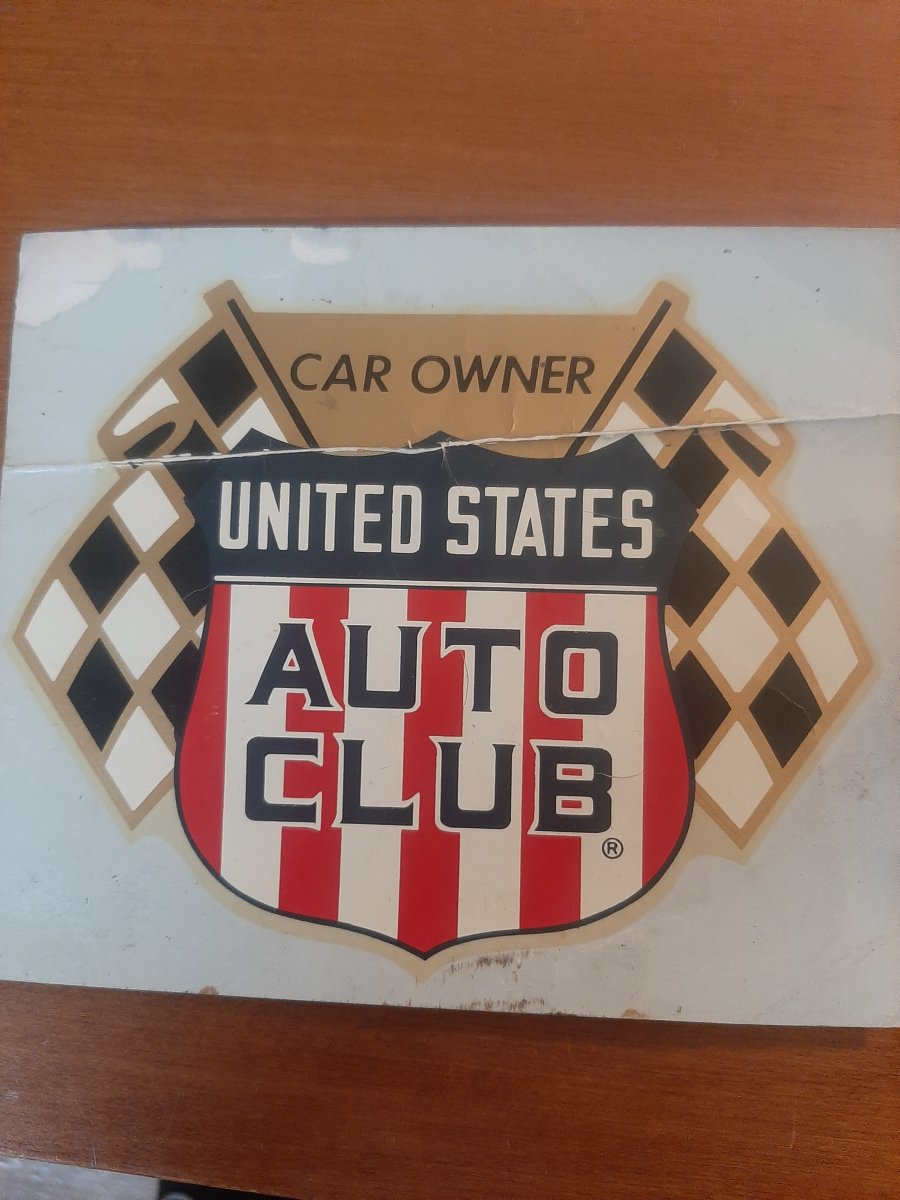 CAR OWNER
UNITED STATES
AUTO
CLUB
®